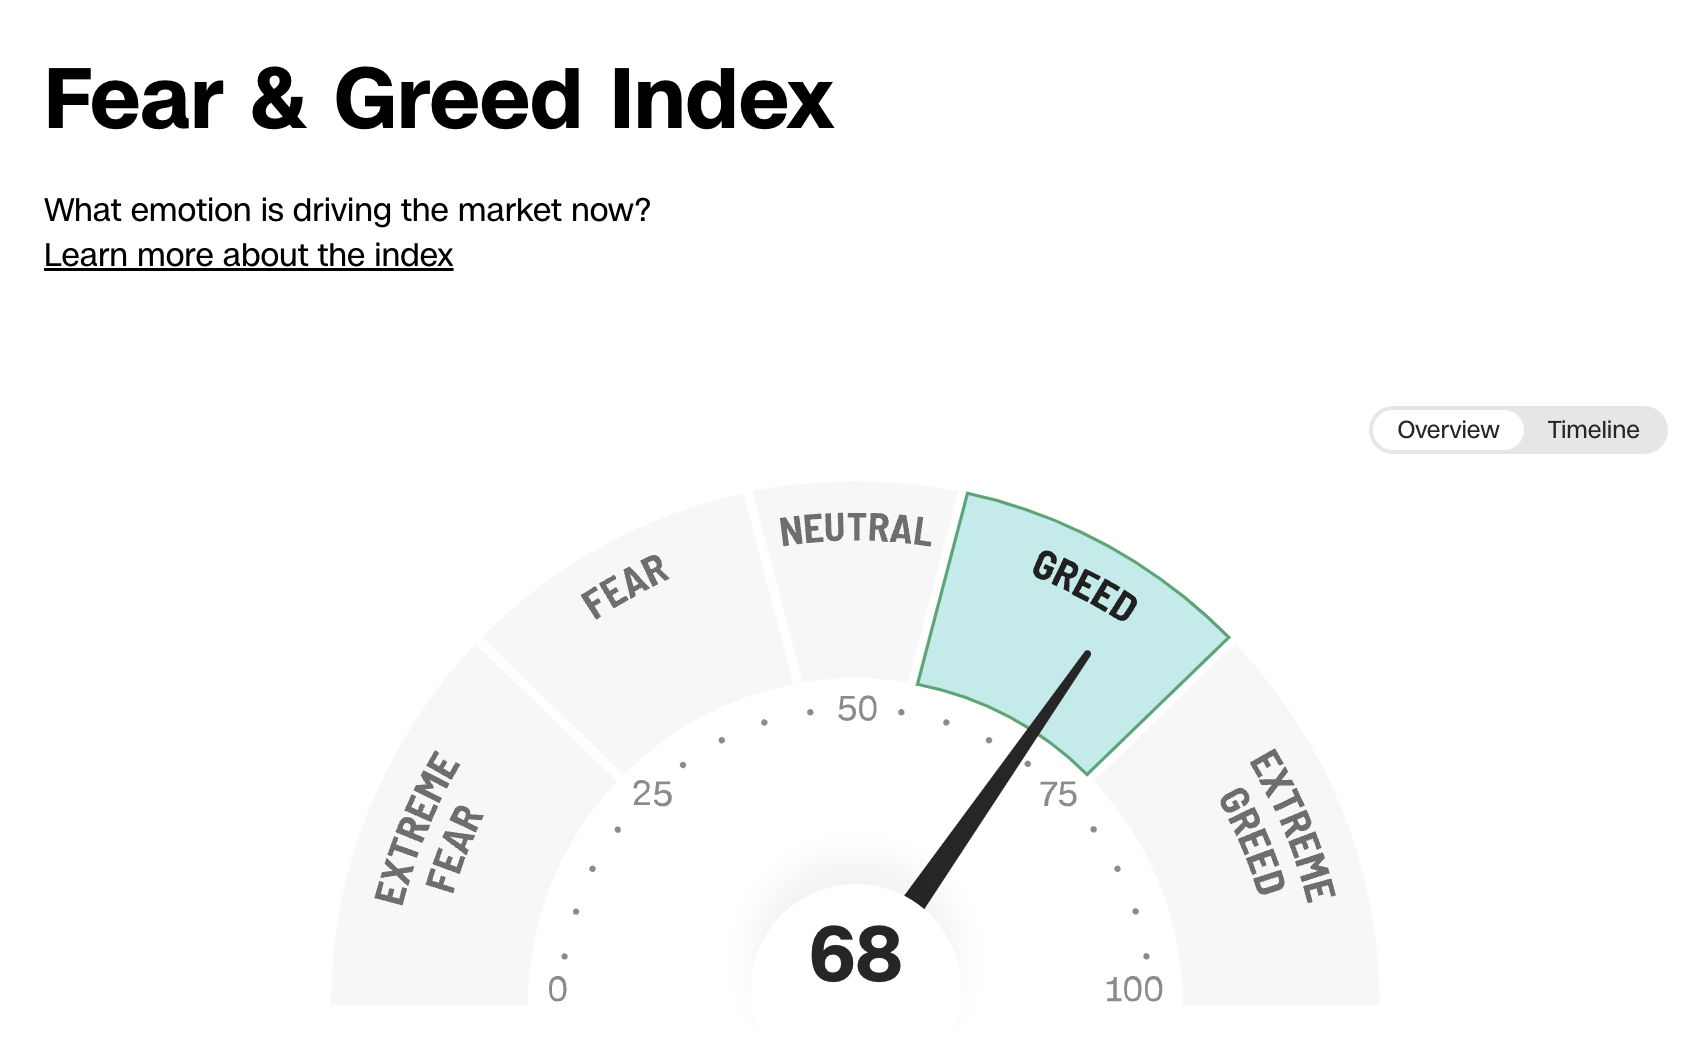 Fear & Greed Index
What emotion is driving the market now?
Learn more about the index
Overview
Timeline
EXTREME
FEAR
FEAR
NEUTRAL
GREED
EXTREME
GREED
0
25
50
75
100
68